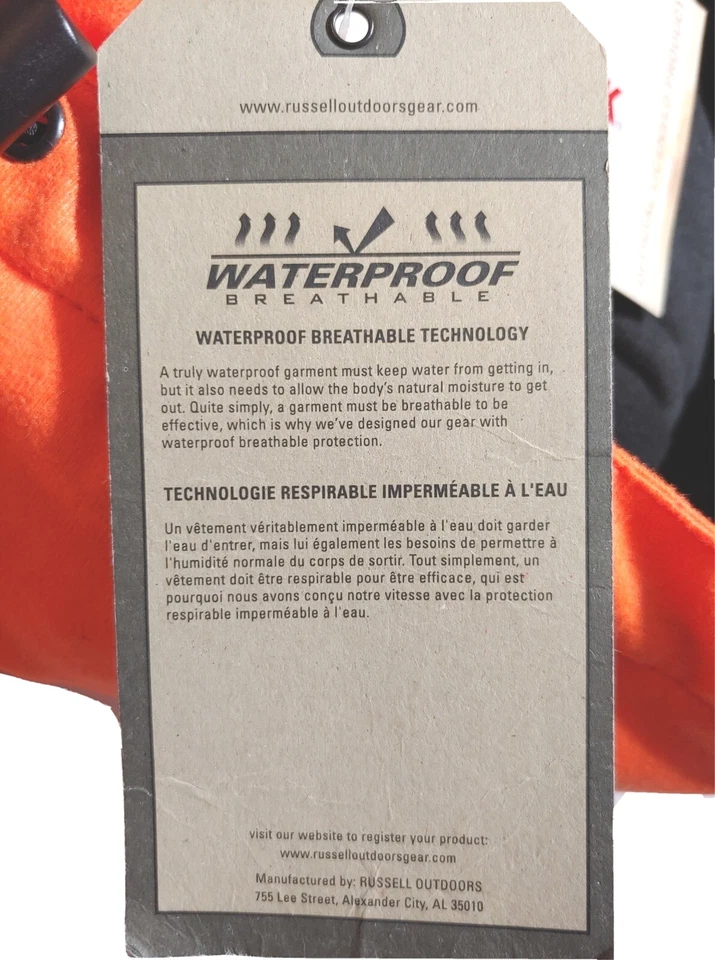 www.russelloutdoorsgear.com
WATERPROOF
BREATHABLE
WATERPROOF BREATHABLE TECHNOLOGY
A truly waterproof garment must keep water from getting in,
but it also needs to allow the body's natural moisture to get
out. Quite simply, a garment must be breathable to be
effective, which is why we've designed our gear with
waterproof breathable protection.
TECHNOLOGIE RESPIRABLE IMPERMÉABLE À L'EAU
Un vêtement véritablement imperméable à l'eau doit garder
l'eau d'entrer, mais lui également les besoins de permettre à
l'humidité normale du corps de sortir. Tout simplement, un
vêtement doit être respirable pour être efficace, qui est
pourquoi nous avons conçu notre vitesse avec la protection
respirable imperméable à l'eau.
visit our website to register your product:
www.russelloutdoorsgear.com
Manufactured by: RUSSELL OUTDOORS
755 Lee Street, Alexander City, AL 35010